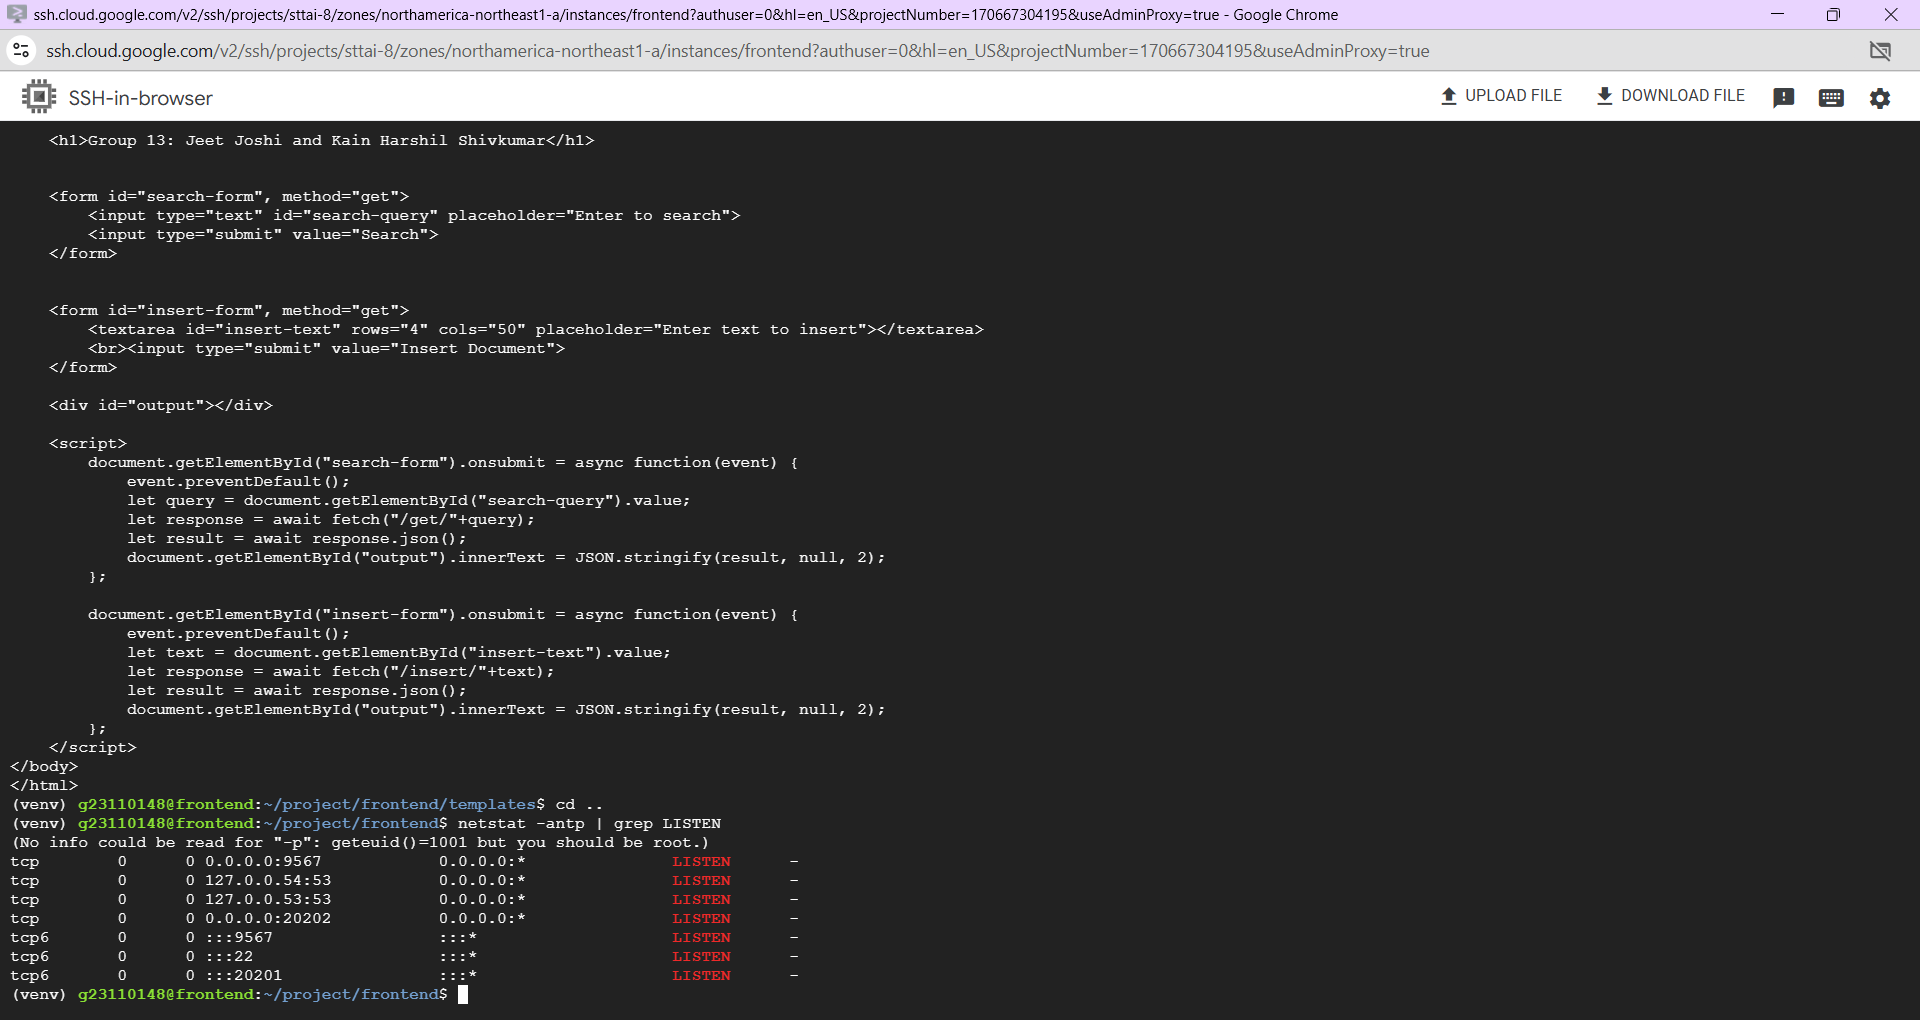 ssh.cloud.google.com/v2/ssh/projects/sttai-8/zones/northamerica-northeast1-a/instances/frontend?authuser=0&hl=en_US&projectNumber=170667304195&useAdminProxy=true - Google Chrome
ssh.cloud.google.com/v2/ssh/projects/sttai-8/zones/northamerica-northeast1-a/instances/frontend?authuser=0&hl=en_US&projectNumber=170667304195&useAdminProxy=true
SSH-in-browser UPLOAD FILE DOWNLOAD FILE
<h1>Group 13: Jeet Joshi and Kain Harshil Shivkumar</h1>
<form id="search-form", method="get">
<input type="text" id="search-query" placeholder="Enter to search">
<input type="submit" value="Search">
</form>
<form id="insert-form", method="get">
<textarea id="insert-text" rows="4" cols="50" placeholder="Enter text to insert"></textarea>
<br><input type="submit" value="Insert Document">
</form>
<div id="output"></div>
<script>
document.getElementById("search-form").onsubmit = async function(event) {
event.preventDefault();
let query = document.getElementById("search-query").value;
let response = await fetch("/get/"+query);
let result = await response.json();
document.getElementById("output").innerText = JSON.stringify(result, null, 2);
};
document.getElementById("insert-form").onsubmit = async function(event) {
event.preventDefault();
let text = document.getElementById("insert-text").value;
let response = await fetch("/insert/"+text);
let result = await response.json();
document.getElementById("output").innerText = JSON.stringify(result, null, 2);
};
</script>
</body>
</html>
(venv) g23110148@frontend:~/project/frontend/templates$ cd ..
(venv) g23110148@frontend:~/project/frontend$ netstat -antp | grep LISTEN
(No info could be read for "-p": geteuid()=1001 but you should be root.)
tcp 0 0 0.0.0.0:9567 0.0.0.0:* LISTEN -
tcp 0 0 127.0.0.54:53 0.0.0.0:* LISTEN -
tcp 0 0 127.0.0.53:53 0.0.0.0:* LISTEN -
tcp 0 0 0.0.0.0:20202 0.0.0.0:* LISTEN -
tcp6 0 0 :::9567 :::* LISTEN -
tcp6 0 0 :::22 :::* LISTEN -
tcp6 0 0 :::20201 :::* LISTEN -
(venv) g23110148@frontend:~/project/frontend$